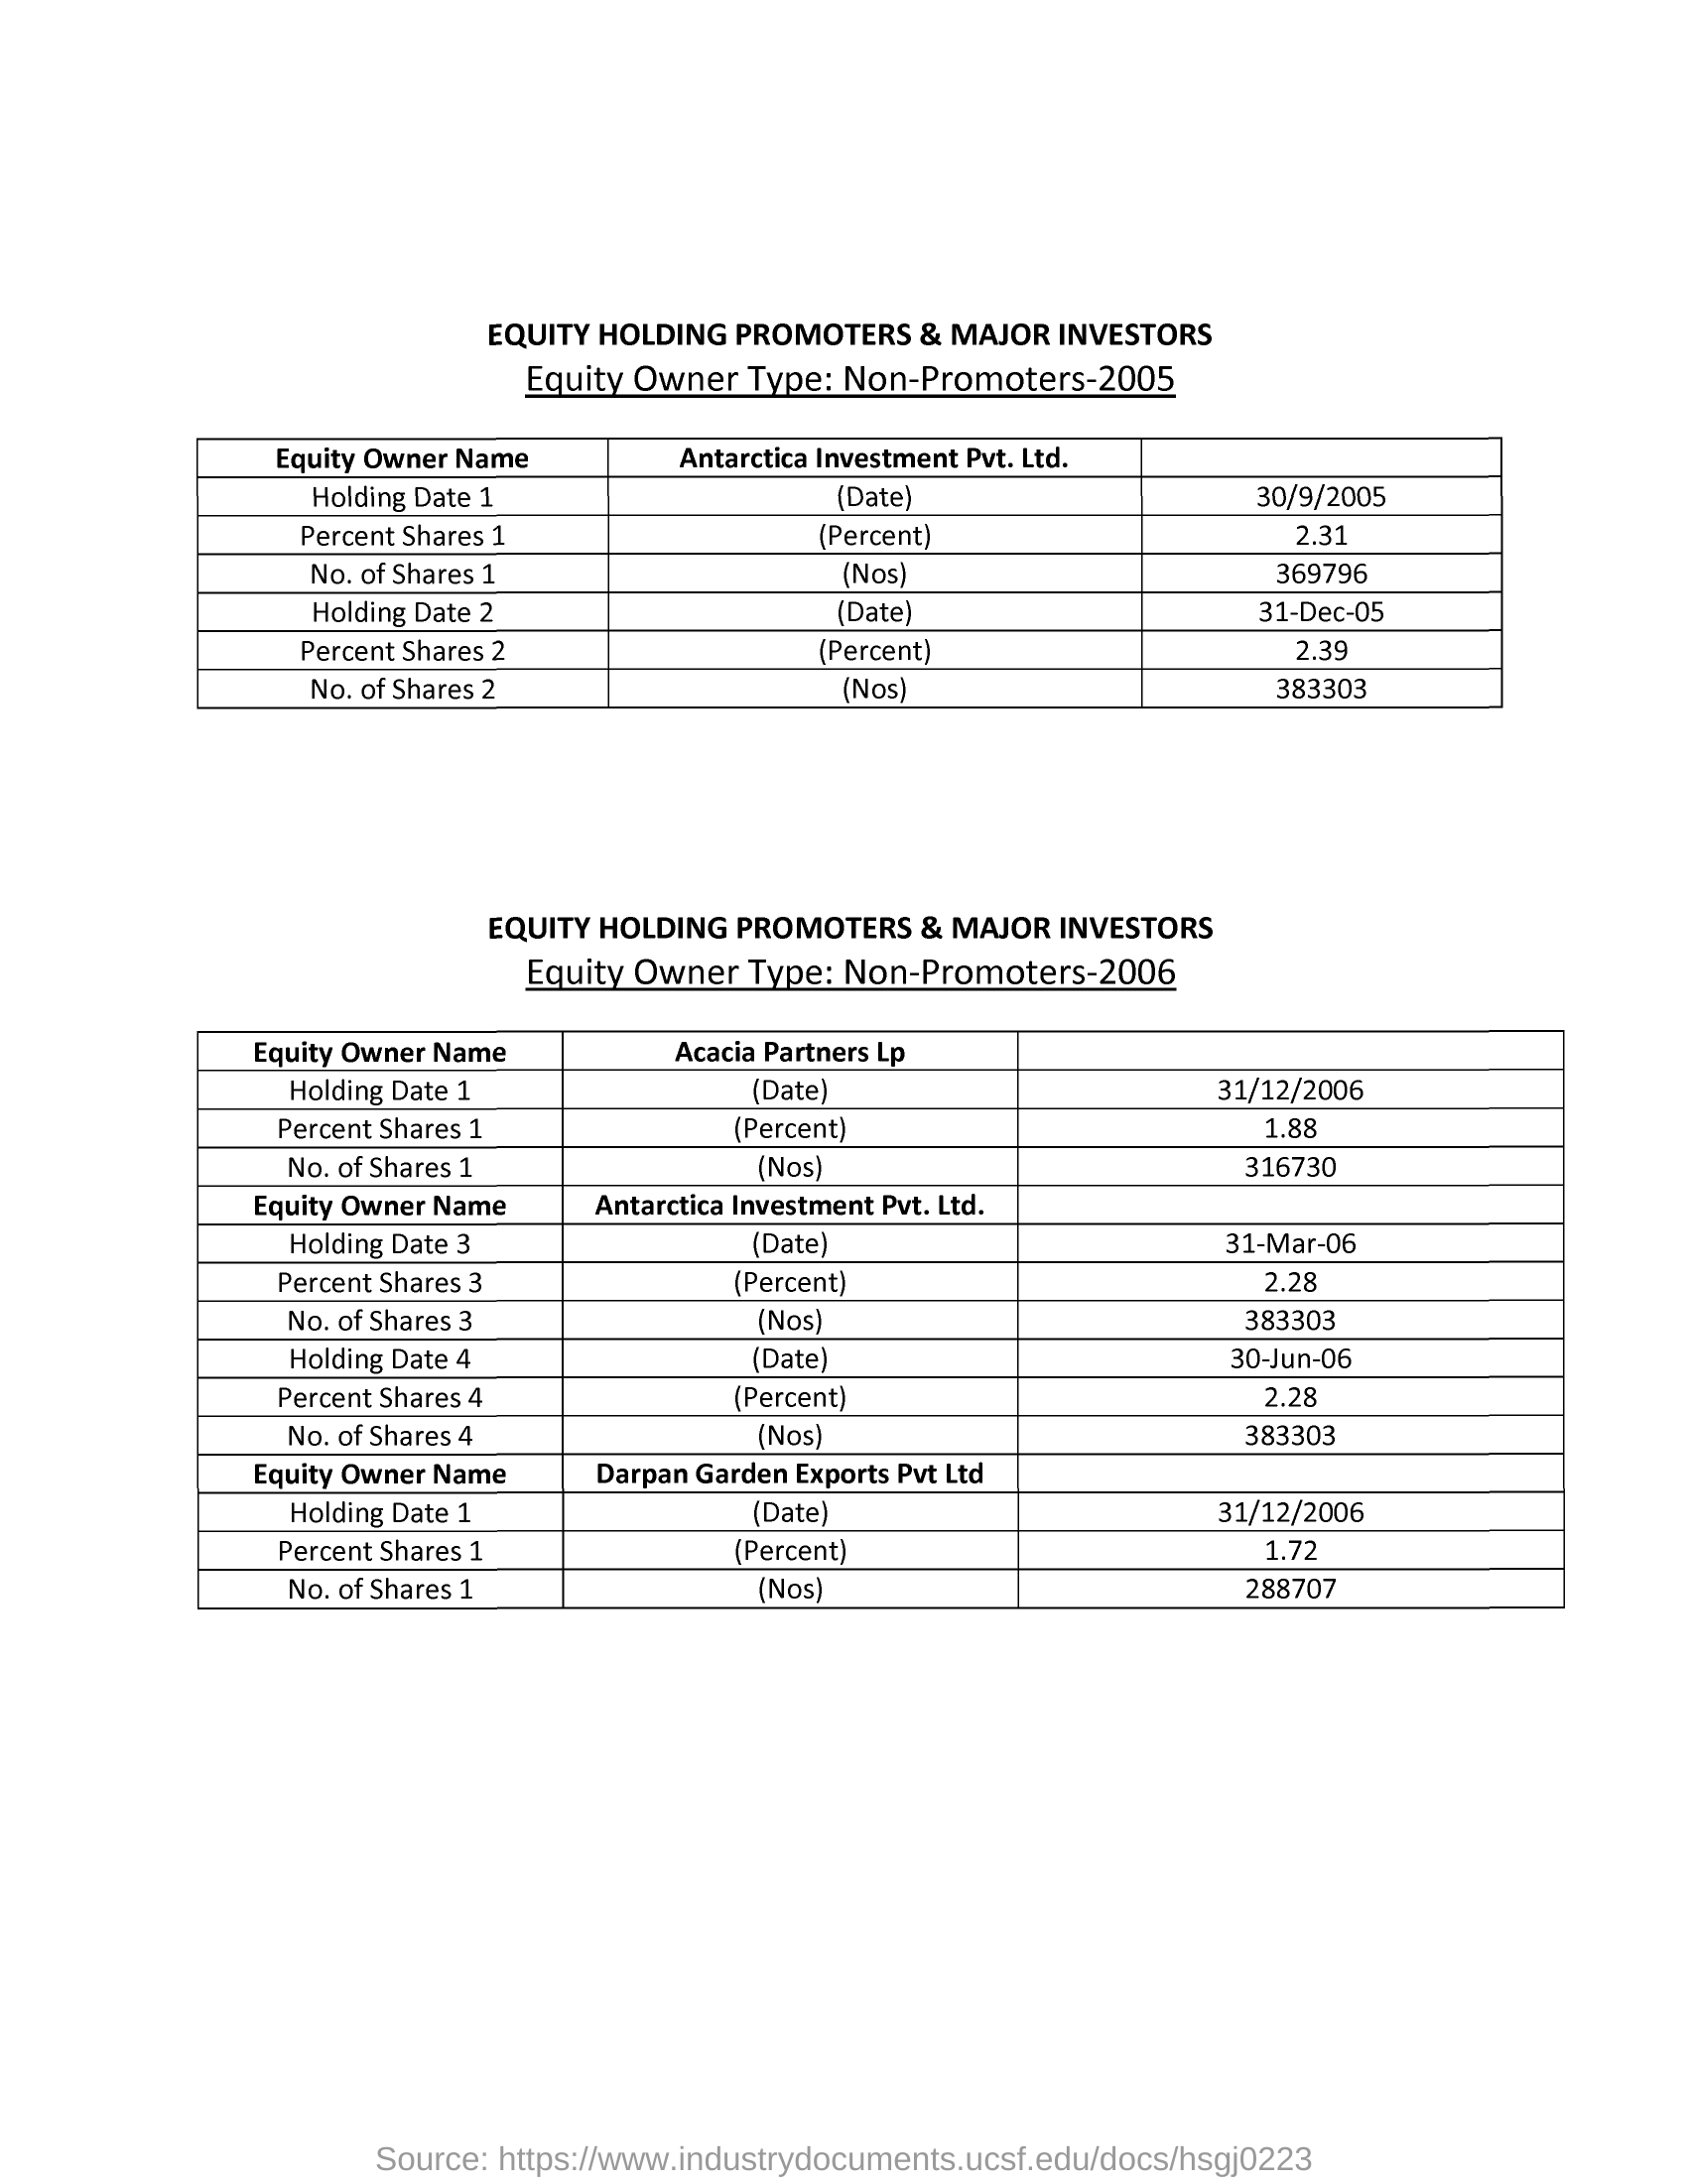 EQUITY HOLDING PROMOTERS & MAJOR INVESTORS
Equity Owner Type: Non-Promoters-2005
Equity Owner Name Antarctica Investment Pvt. Ltd.
Holding Date 1 (Date) 30/9/2005
Percent Shares 1 (Percent) 2.31
No. of Shares 1 (Nos) 369796
Holding Date 2 (Date) 31-Dec-05
Percent Shares 2 (Percent) 2.39
No. of Shares 2 (Nos) 383303
EQUITY HOLDING PROMOTERS & MAJOR INVESTORS
Equity Owner Type: Non-Promoters-2006
Equity Owner Name Acacia Partners Lp
Holding Date 1 (Date) 31/12/2006
Percent Shares 1 (Percent) 1.88
No. of Shares 1 (Nos) 316730
Equity Owner Name Antarctica Investment Pvt. Ltd.
Holding Date 3 (Date) 31-Mar-06
Percent Shares 3 (Percent) 2.28
No. of Shares 3 (Nos) 383303
Holding Date 4 (Date) 30-Jun-06
Percent Shares 4 (Percent) 2.28
No. of Shares 4 (Nos) 383303
Equity Owner Name Darpan Garden Exports Pvt Ltd
Holding Date 1 (Date) 31/12/2006
Percent Shares 1 (Percent) 1.72
No. of Shares 1 (Nos) 288707
Source: https://www.industrydocuments.ucsf.edu/docs/hsgj0223